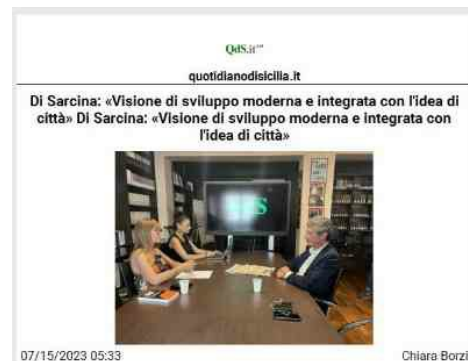 QdS.it
quotidianodisicilia.it
Di Sarcina: «Visione di sviluppo moderna e integrata con l'idea di
città» Di Sarcina: «Visione di sviluppo moderna e integrata con
l'idea di città»
QdS
07/15/2023 05:33
Chiara Borzi